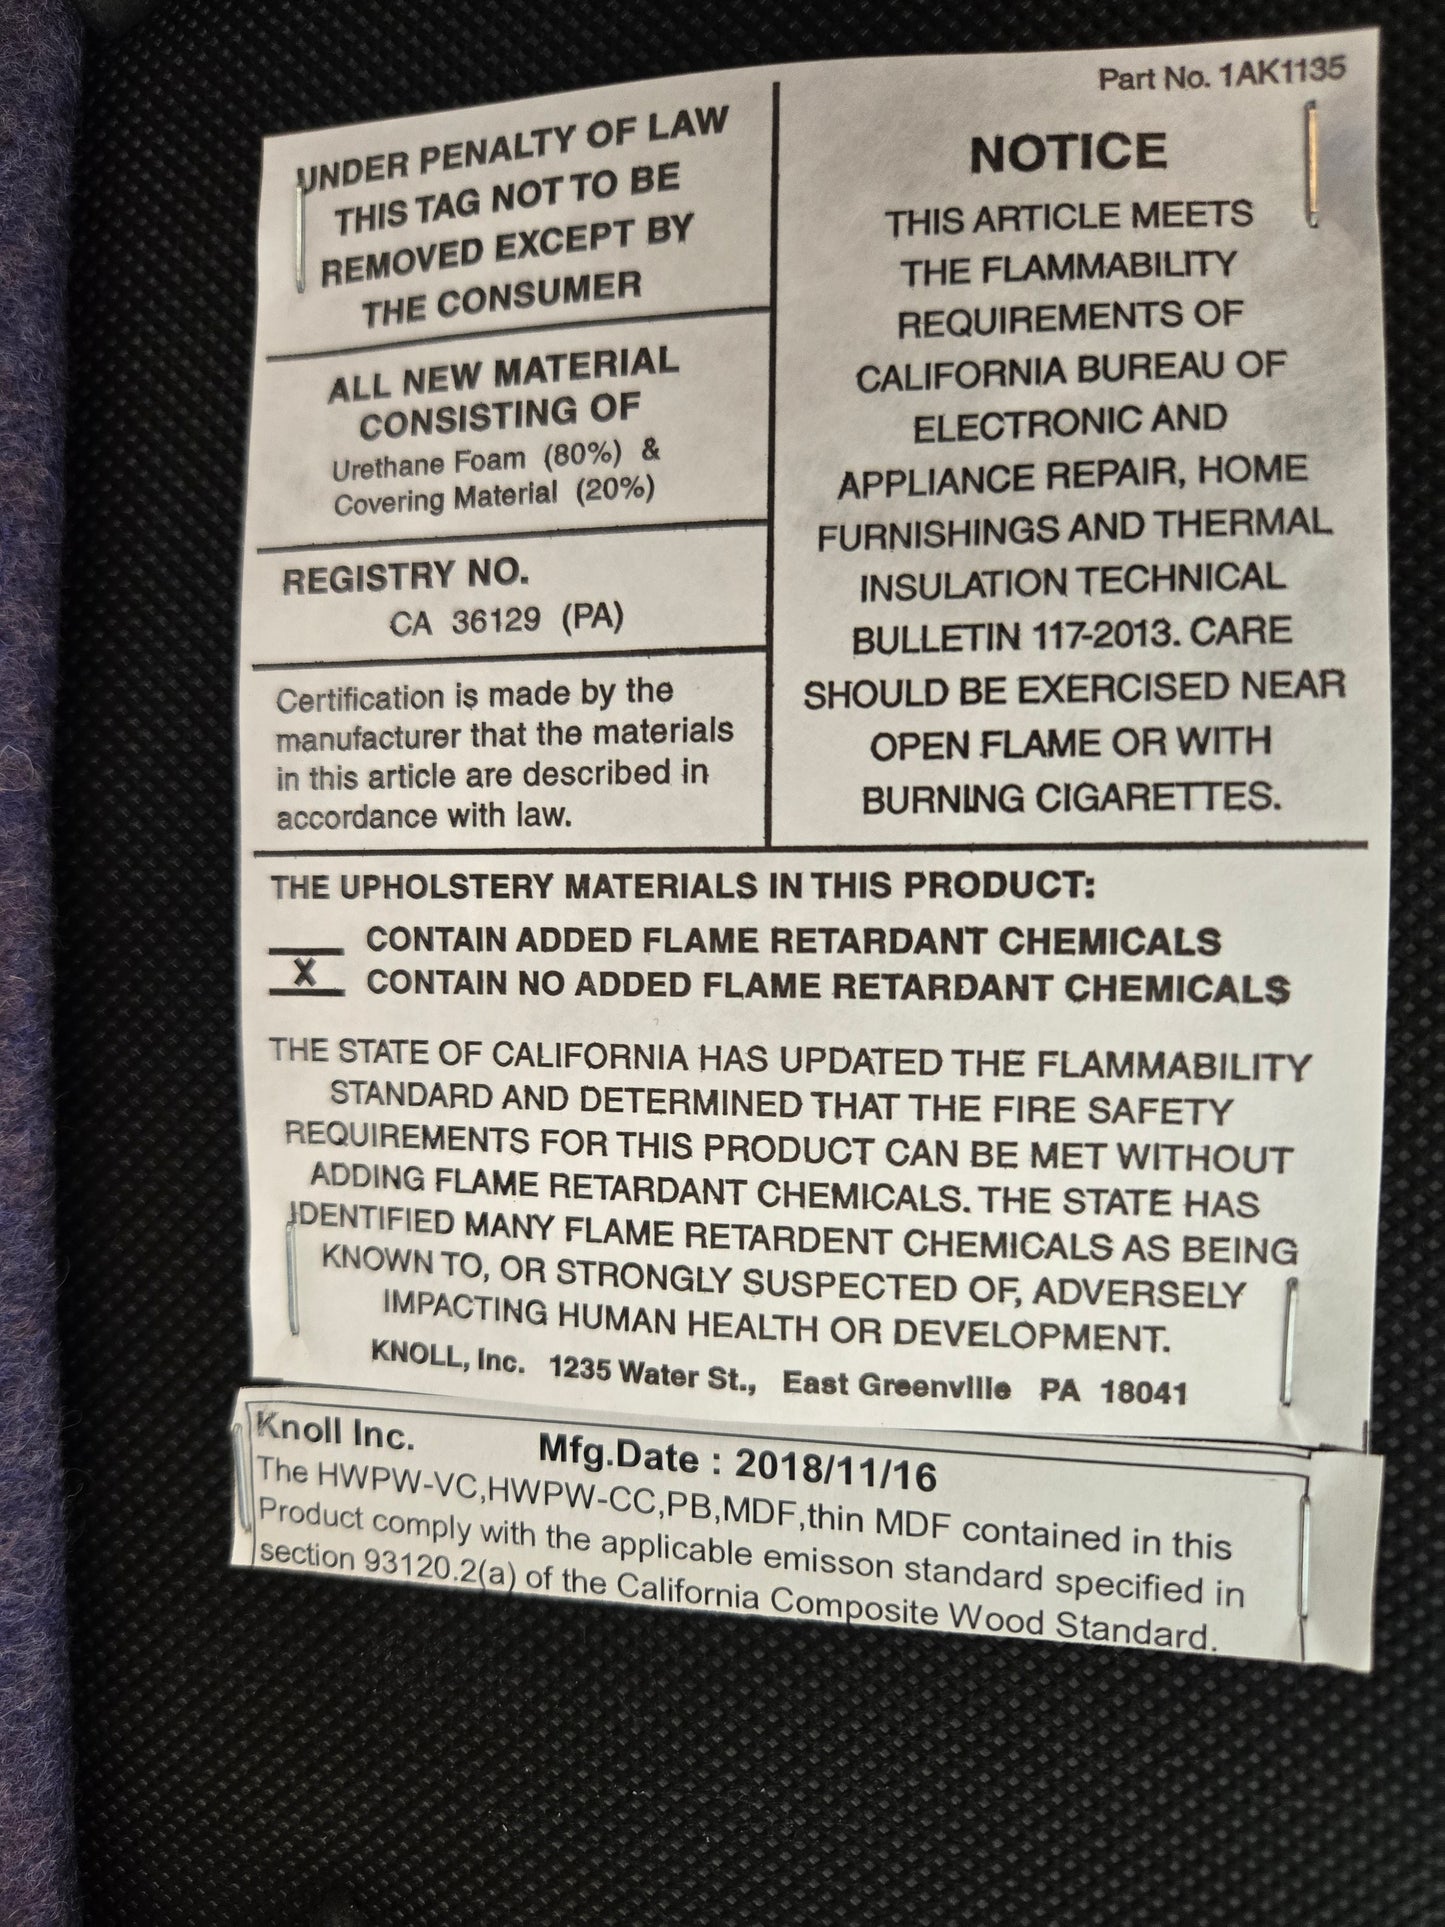 Part No. 1AK1135
UNDER PENALTY OF LAW
THIS TAG NOT TO BE
REMOVED EXCEPT BY
THE CONSUMER
ALL NEW MATERIAL
CONSISTING OF
Urethane Foam (80%) &
Covering Material (20%)
REGISTRY NO.
CA 36129 (PA)
Certification is made by the
manufacturer that the materials
in this article are described in
accordance with law.
NOTICE
THIS ARTICLE MEETS
THE FLAMMABILITY
REQUIREMENTS OF
CALIFORNIA BUREAU OF
ELECTRONIC AND
APPLIANCE REPAIR, HOME
FURNISHINGS AND THERMAL
INSULATION TECHNICAL
BULLETIN 117-2013. CARE
SHOULD BE EXERCISED NEAR
OPEN FLAME OR WITH
BURNING CIGARETTES.
THE UPHOLSTERY MATERIALS IN THIS PRODUCT:
CONTAIN ADDED FLAME RETARDANT CHEMICALS
X CONTAIN NO ADDED FLAME RETARDANT CHEMICALS
THE STATE OF CALIFORNIA HAS UPDATED THE FLAMMABILITY
STANDARD AND DETERMINED THAT THE FIRE SAFETY
REQUIREMENTS FOR THIS PRODUCT CAN BE MET WITHOUT
ADDING FLAME RETARDANT CHEMICALS. THE STATE HAS
IDENTIFIED MANY FLAME RETARDENT CHEMICALS AS BEING
KNOWN TO, OR STRONGLY SUSPECTED OF, ADVERSELY
IMPACTING HUMAN HEALTH OR DEVELOPMENT.
KNOLL, Inc. 1235 Water St., East Greenville PA 18041
Knoll Inc. Mfg.Date : 2018/11/16
The HWPW-VC,HWPW-CC,PB,MDF,thin MDF contained in this
Product comply with the applicable emisson standard specified in
section 93120.2(a) of the California Composite Wood Standard.